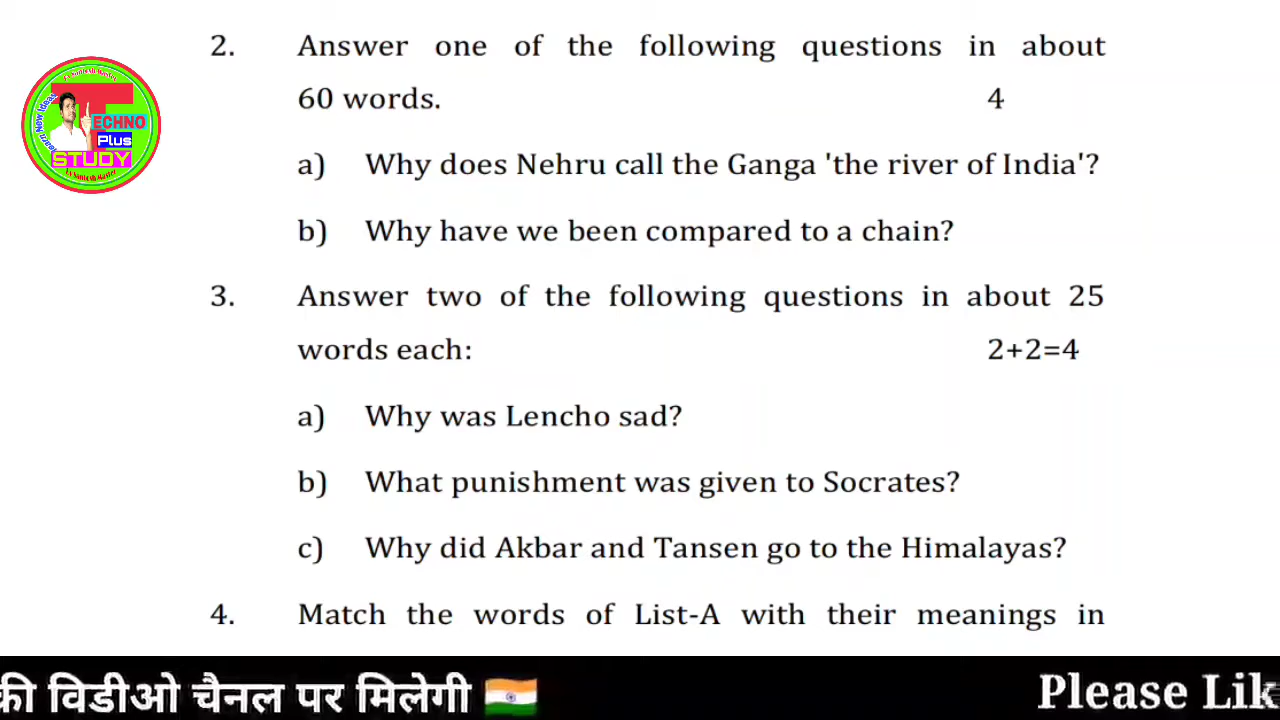 2. Answer one of the following questions in about
60 words. 4
a) Why does Nehru call the Ganga 'the river of India'?
b) Why have we been compared to a chain?
3. Answer two of the following questions in about 25
words each: 2+2=4
a) Why was Lencho sad?
b) What punishment was given to Socrates?
c) Why did Akbar and Tansen go to the Himalayas?
4. Match the words of List-A with their meanings in
Learn New Ideas
T
ECHNO
Plus
STUDY
की विडीओ चैनल पर मिलेगी
Please Lik